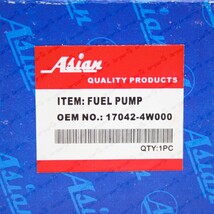 Asian
QUALITY PRODUCTS
ITEM: FUEL PUMP
OEM NO.: 17042-4W000
QTY:1PC